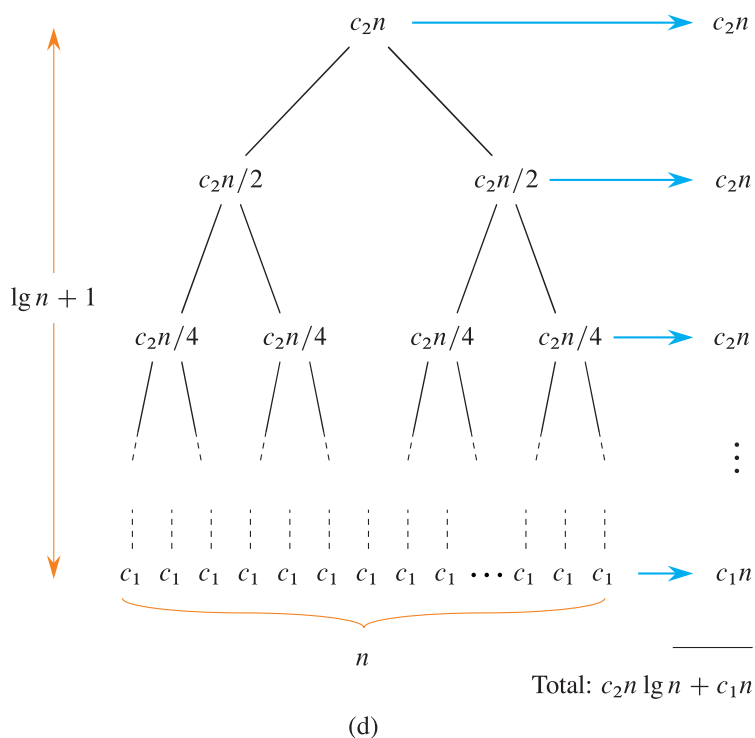 c₂n c₂n
c₂n/2 c₂n/2 c₂n
lg n + 1
c₂n/4 c₂n/4 c₂n/4 c₂n/4 c₂n
⋮
c₁ c₁ c₁ c₁ c₁ c₁ c₁ c₁ c₁ ⋯ c₁ c₁ c₁ c₁n
n
Total: c₂n lg n + c₁n
(d)